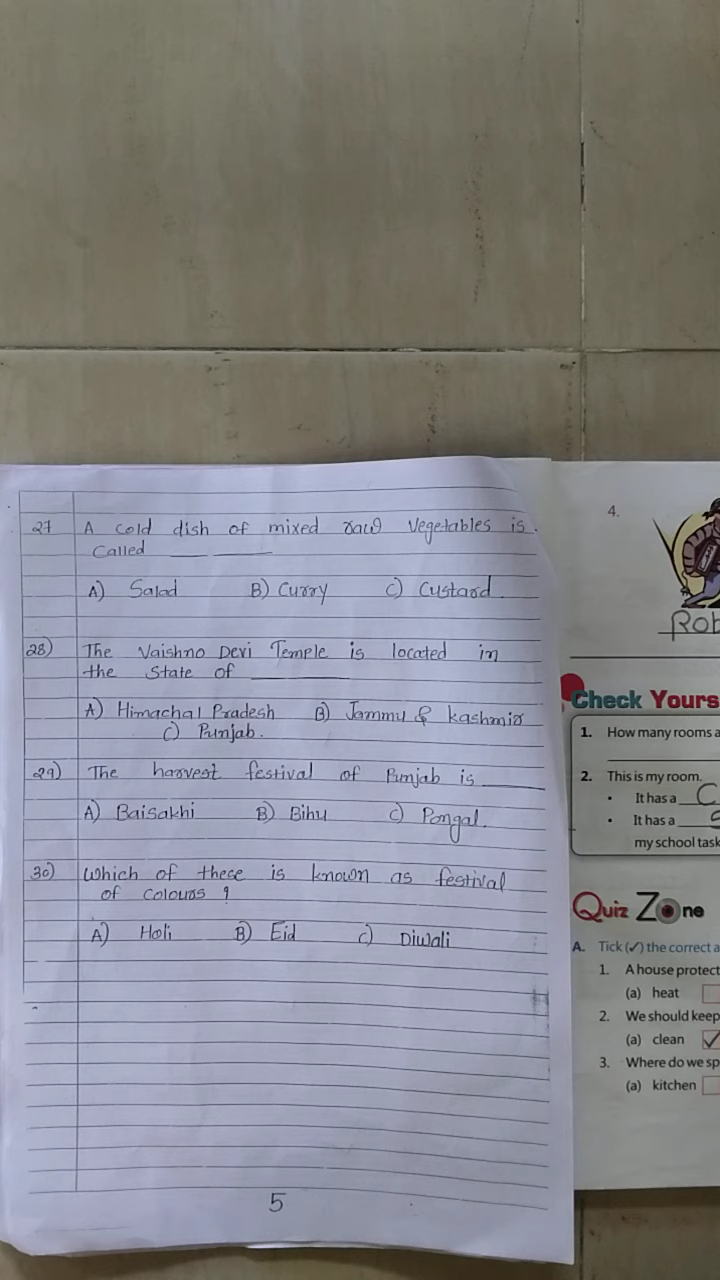 27 A cold dish of mixed raw vegetables is.
called ___ ______
A) Salad B) Curry C) Custard.
28) The Vaishno Devi Temple is located in
the State of ________
A) Himachal Pradesh B) Jammu & kashmir
C) Punjab.
29) The harvest festival of Punjab is _____
A) Baisakhi B) Bihu C) Pongal.
30) Which of these is known as festival
of colours ?
A) Holi B) Eid C) Diwali
5
4.
Check Yours
1. How many rooms a
2. This is my room.
• It has a C
• It has a
my school task
Quiz Zone
A. Tick (✓) the correct a
1. A house protect
(a) heat
2. We should keep
(a) clean ✓
3. Where do we sp
(a) kitchen